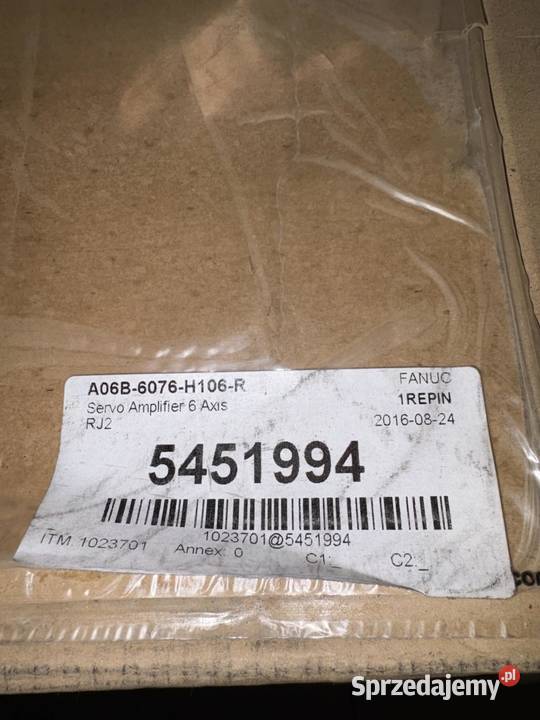 A06B-6076-H106-R
FANUC
Servo Amplifier 6 Axis
1REPIN
RJ2
2016-08-24
5451994
1023701@5451994
ITM. 1023701
Annex. 0
C1:_
C2:_
Sprzedajemy.pl